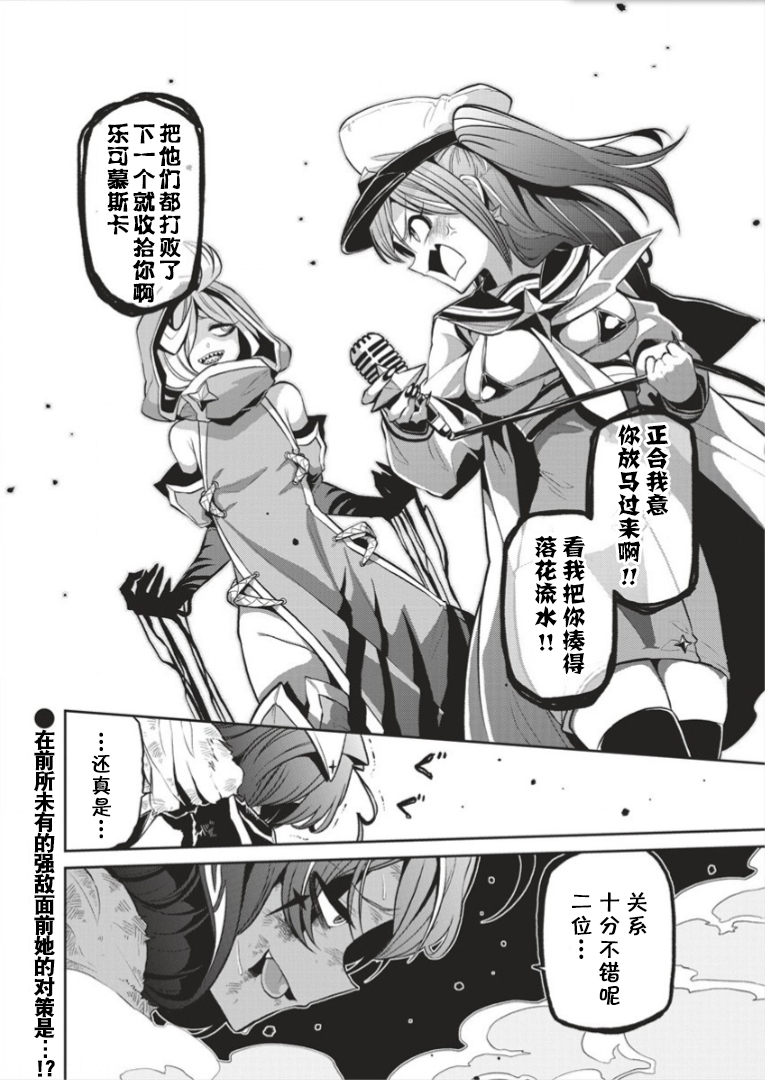 正合我意
你放马过来啊!!
看我把你揍得
落花流水!!
把他们都打败了
下一个就收拾你啊
乐可慕斯卡
…还真是…
关系
十分不错呢
二位…
●在前所未有的强敌面前她的对策是…!?